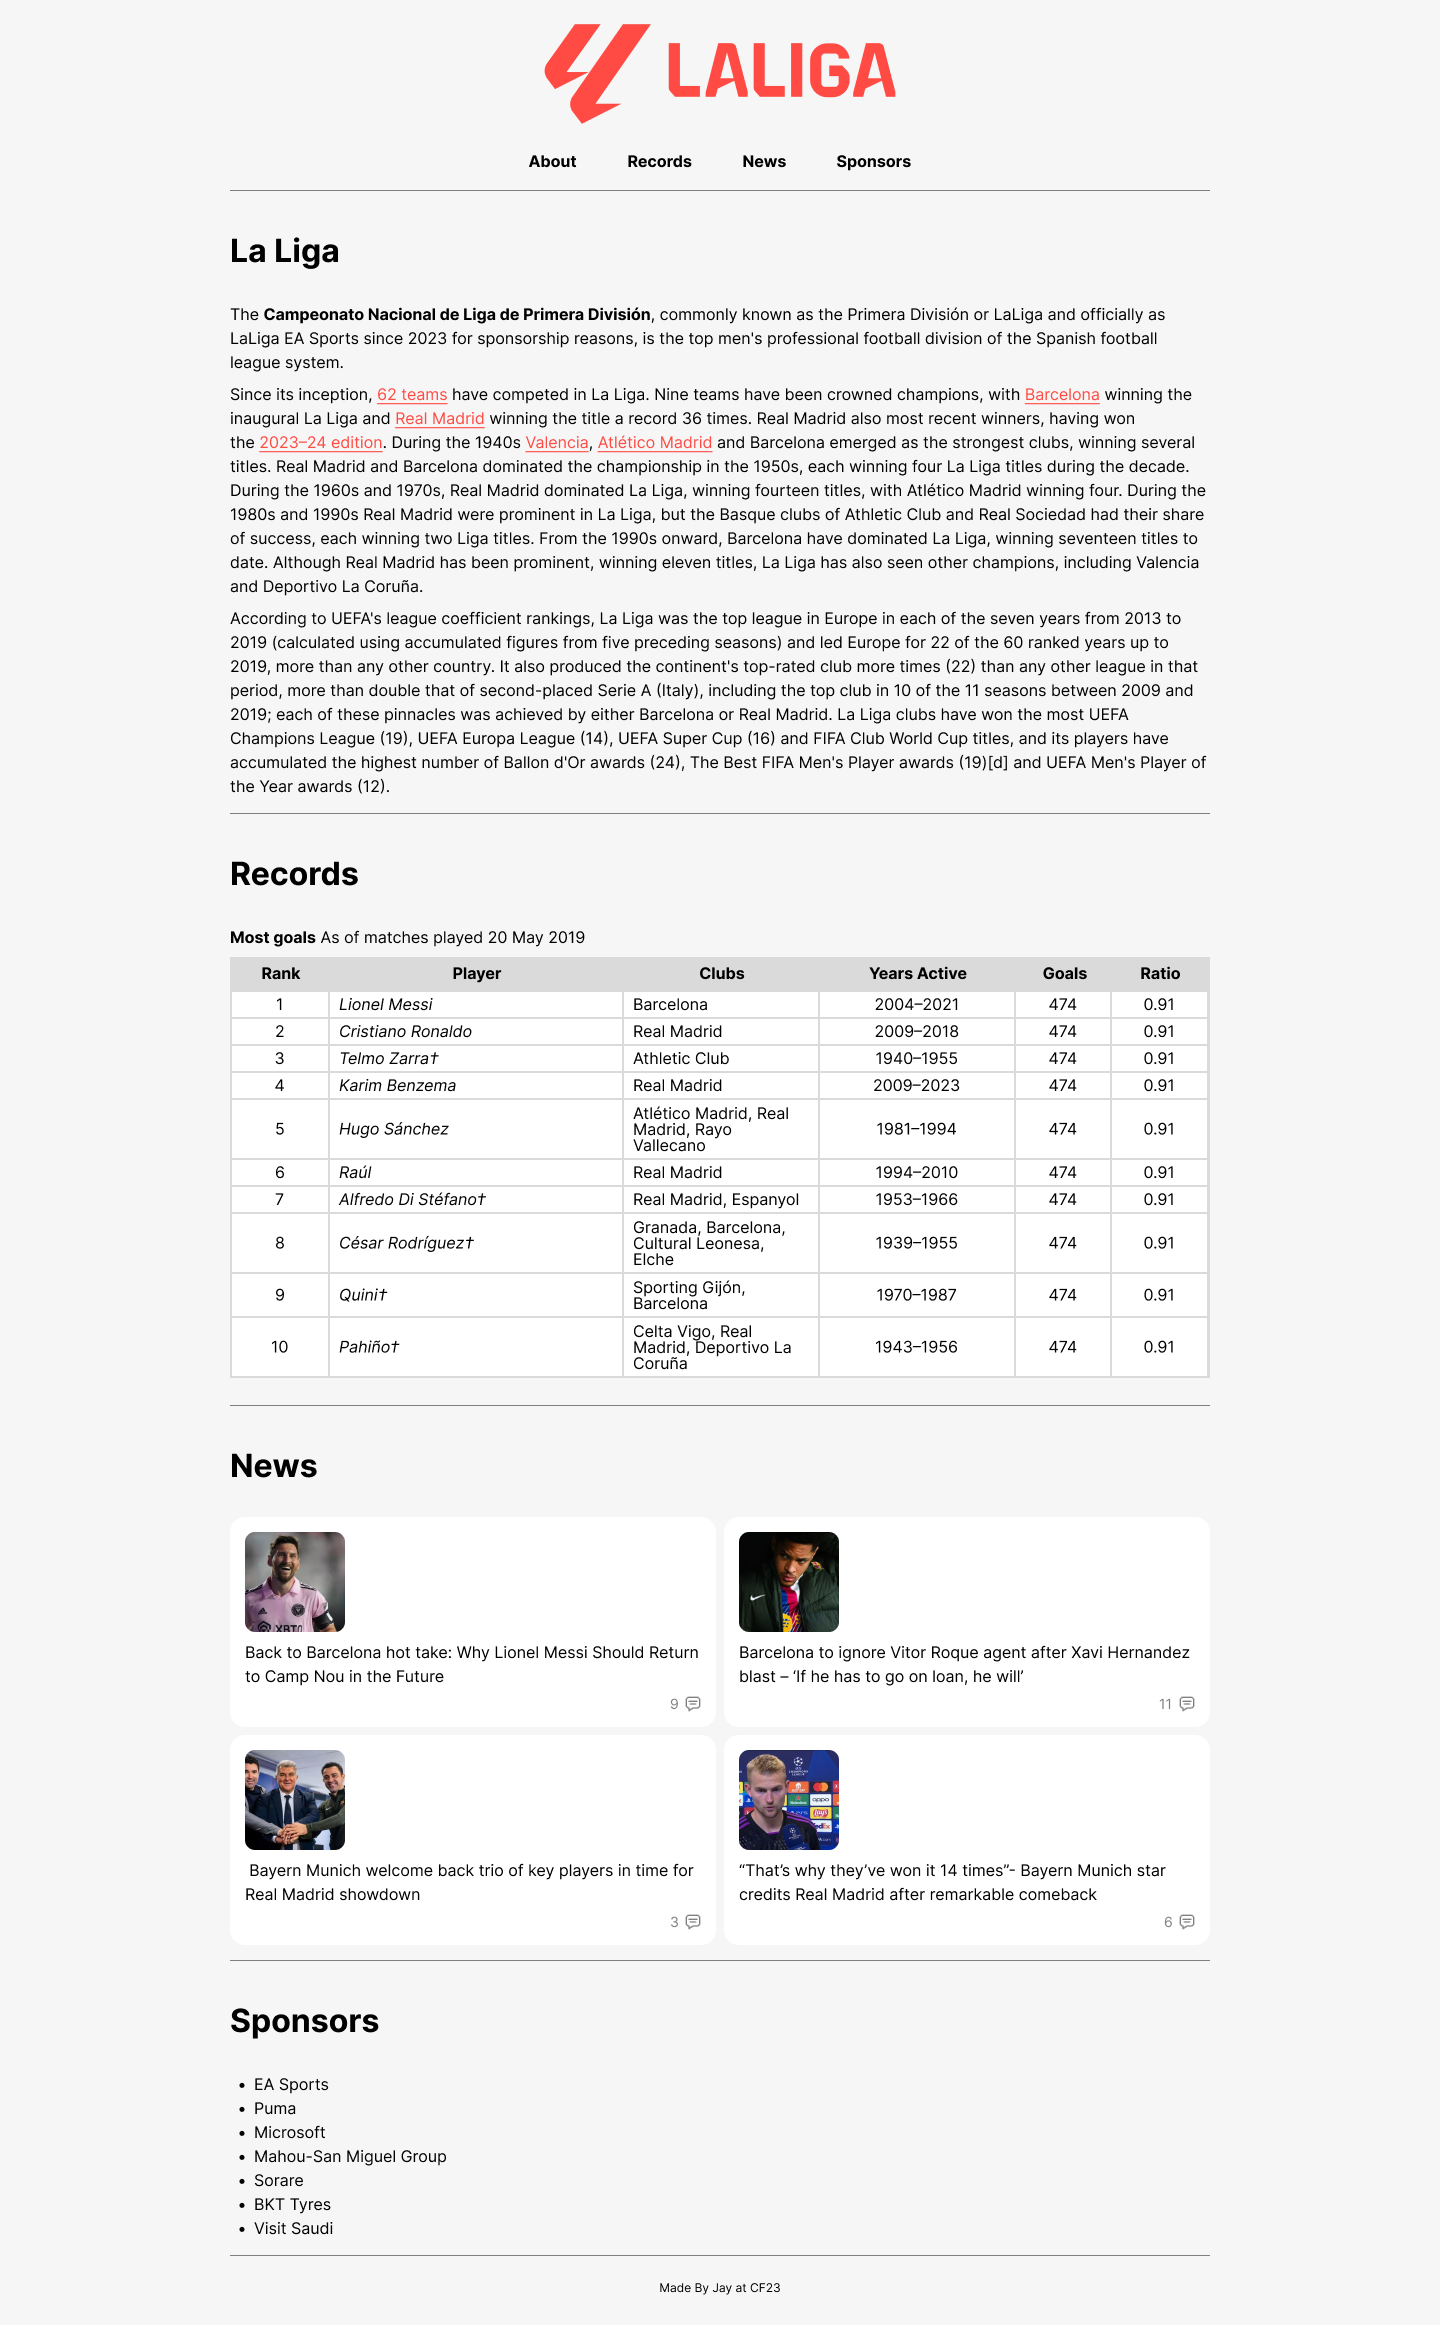 LALIGA
About Records News Sponsors
La Liga
The Campeonato Nacional de Liga de Primera División, commonly known as the Primera División or LaLiga and officially as
LaLiga EA Sports since 2023 for sponsorship reasons, is the top men's professional football division of the Spanish football
league system.
Since its inception, 62 teams have competed in La Liga. Nine teams have been crowned champions, with Barcelona winning the
inaugural La Liga and Real Madrid winning the title a record 36 times. Real Madrid also most recent winners, having won
the 2023–24 edition. During the 1940s Valencia, Atlético Madrid and Barcelona emerged as the strongest clubs, winning several
titles. Real Madrid and Barcelona dominated the championship in the 1950s, each winning four La Liga titles during the decade.
During the 1960s and 1970s, Real Madrid dominated La Liga, winning fourteen titles, with Atlético Madrid winning four. During the
1980s and 1990s Real Madrid were prominent in La Liga, but the Basque clubs of Athletic Club and Real Sociedad had their share
of success, each winning two Liga titles. From the 1990s onward, Barcelona have dominated La Liga, winning seventeen titles to
date. Although Real Madrid has been prominent, winning eleven titles, La Liga has also seen other champions, including Valencia
and Deportivo La Coruña.
According to UEFA's league coefficient rankings, La Liga was the top league in Europe in each of the seven years from 2013 to
2019 (calculated using accumulated figures from five preceding seasons) and led Europe for 22 of the 60 ranked years up to
2019, more than any other country. It also produced the continent's top-rated club more times (22) than any other league in that
period, more than double that of second-placed Serie A (Italy), including the top club in 10 of the 11 seasons between 2009 and
2019; each of these pinnacles was achieved by either Barcelona or Real Madrid. La Liga clubs have won the most UEFA
Champions League (19), UEFA Europa League (14), UEFA Super Cup (16) and FIFA Club World Cup titles, and its players have
accumulated the highest number of Ballon d'Or awards (24), The Best FIFA Men's Player awards (19)[d] and UEFA Men's Player of
the Year awards (12).
Records
Most goals As of matches played 20 May 2019
Rank Player Clubs Years Active Goals Ratio
1 Lionel Messi Barcelona 2004–2021 474 0.91
2 Cristiano Ronaldo Real Madrid 2009–2018 474 0.91
3 Telmo Zarra† Athletic Club 1940–1955 474 0.91
4 Karim Benzema Real Madrid 2009–2023 474 0.91
5 Hugo Sánchez Atlético Madrid, Real
Madrid, Rayo
Vallecano 1981–1994 474 0.91
6 Raúl Real Madrid 1994–2010 474 0.91
7 Alfredo Di Stéfano† Real Madrid, Espanyol 1953–1966 474 0.91
8 César Rodríguez† Granada, Barcelona,
Cultural Leonesa,
Elche 1939–1955 474 0.91
9 Quini† Sporting Gijón,
Barcelona 1970–1987 474 0.91
10 Pahiño† Celta Vigo, Real
Madrid, Deportivo La
Coruña 1943–1956 474 0.91
News
Back to Barcelona hot take: Why Lionel Messi Should Return
to Camp Nou in the Future
9
Barcelona to ignore Vitor Roque agent after Xavi Hernandez
blast – ‘If he has to go on loan, he will’
11
Bayern Munich welcome back trio of key players in time for
Real Madrid showdown
3
oppo
“That’s why they’ve won it 14 times”- Bayern Munich star
credits Real Madrid after remarkable comeback
6
Sponsors
• EA Sports
• Puma
• Microsoft
• Mahou-San Miguel Group
• Sorare
• BKT Tyres
• Visit Saudi
Made By Jay at CF23